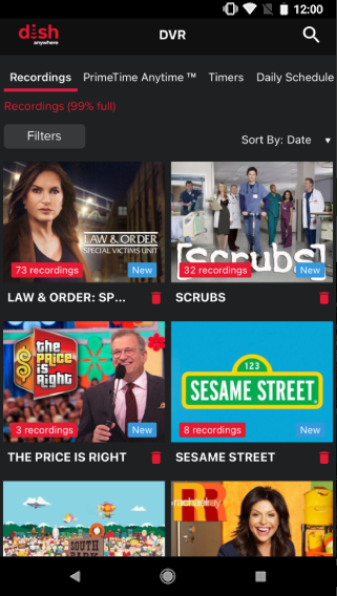 12:00
dish
anywhere
DVR
Recordings PrimeTime Anytime ™ Timers Daily Schedule
Recordings (99% full)
Filters
Sort By: Date
LAW & ORDER
SPECIAL VICTIMS UNIT
73 recordings New
[scrubs]
32 recordings New
LAW & ORDER: SP...
SCRUBS
the
PRICE
is
Right
3 recordings New
123
SESAME STREET
8 recordings New
THE PRICE IS RIGHT
SESAME STREET
SOUTH
PARK
rachaelray